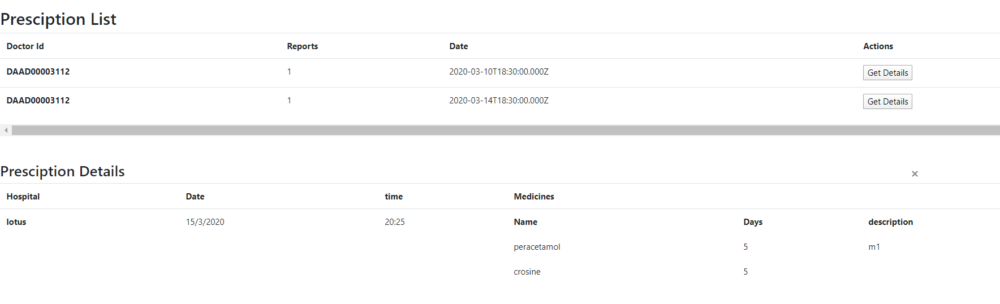 Presciption List
Doctor Id Reports Date Actions
DAAD00003112 1 2020-03-10T18:30:00.000Z Get Details
DAAD00003112 1 2020-03-14T18:30:00.000Z Get Details
Presciption Details ×
Hospital Date time Medicines
lotus 15/3/2020 20:25 Name Days description
peracetamol 5 m1
crosine 5